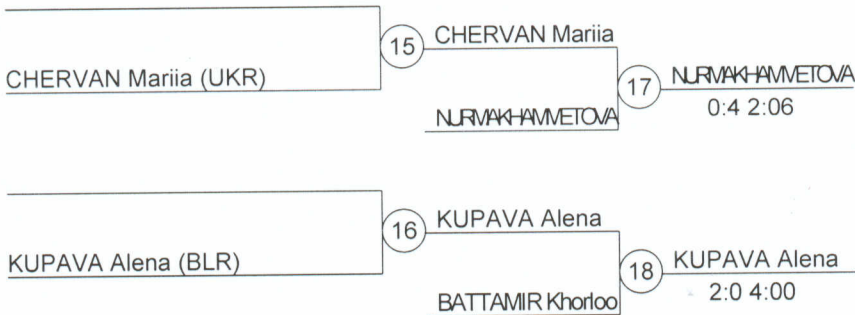 15 CHERVAN Mariia
CHERVAN Mariia (UKR)
17 NURMAKHAMMETOVA
0:4 2:06
NURMAKHAMMETOVA
16 KUPAVA Alena
KUPAVA Alena (BLR)
18 KUPAVA Alena
2:0 4:00
BATTAMIR Khorloo